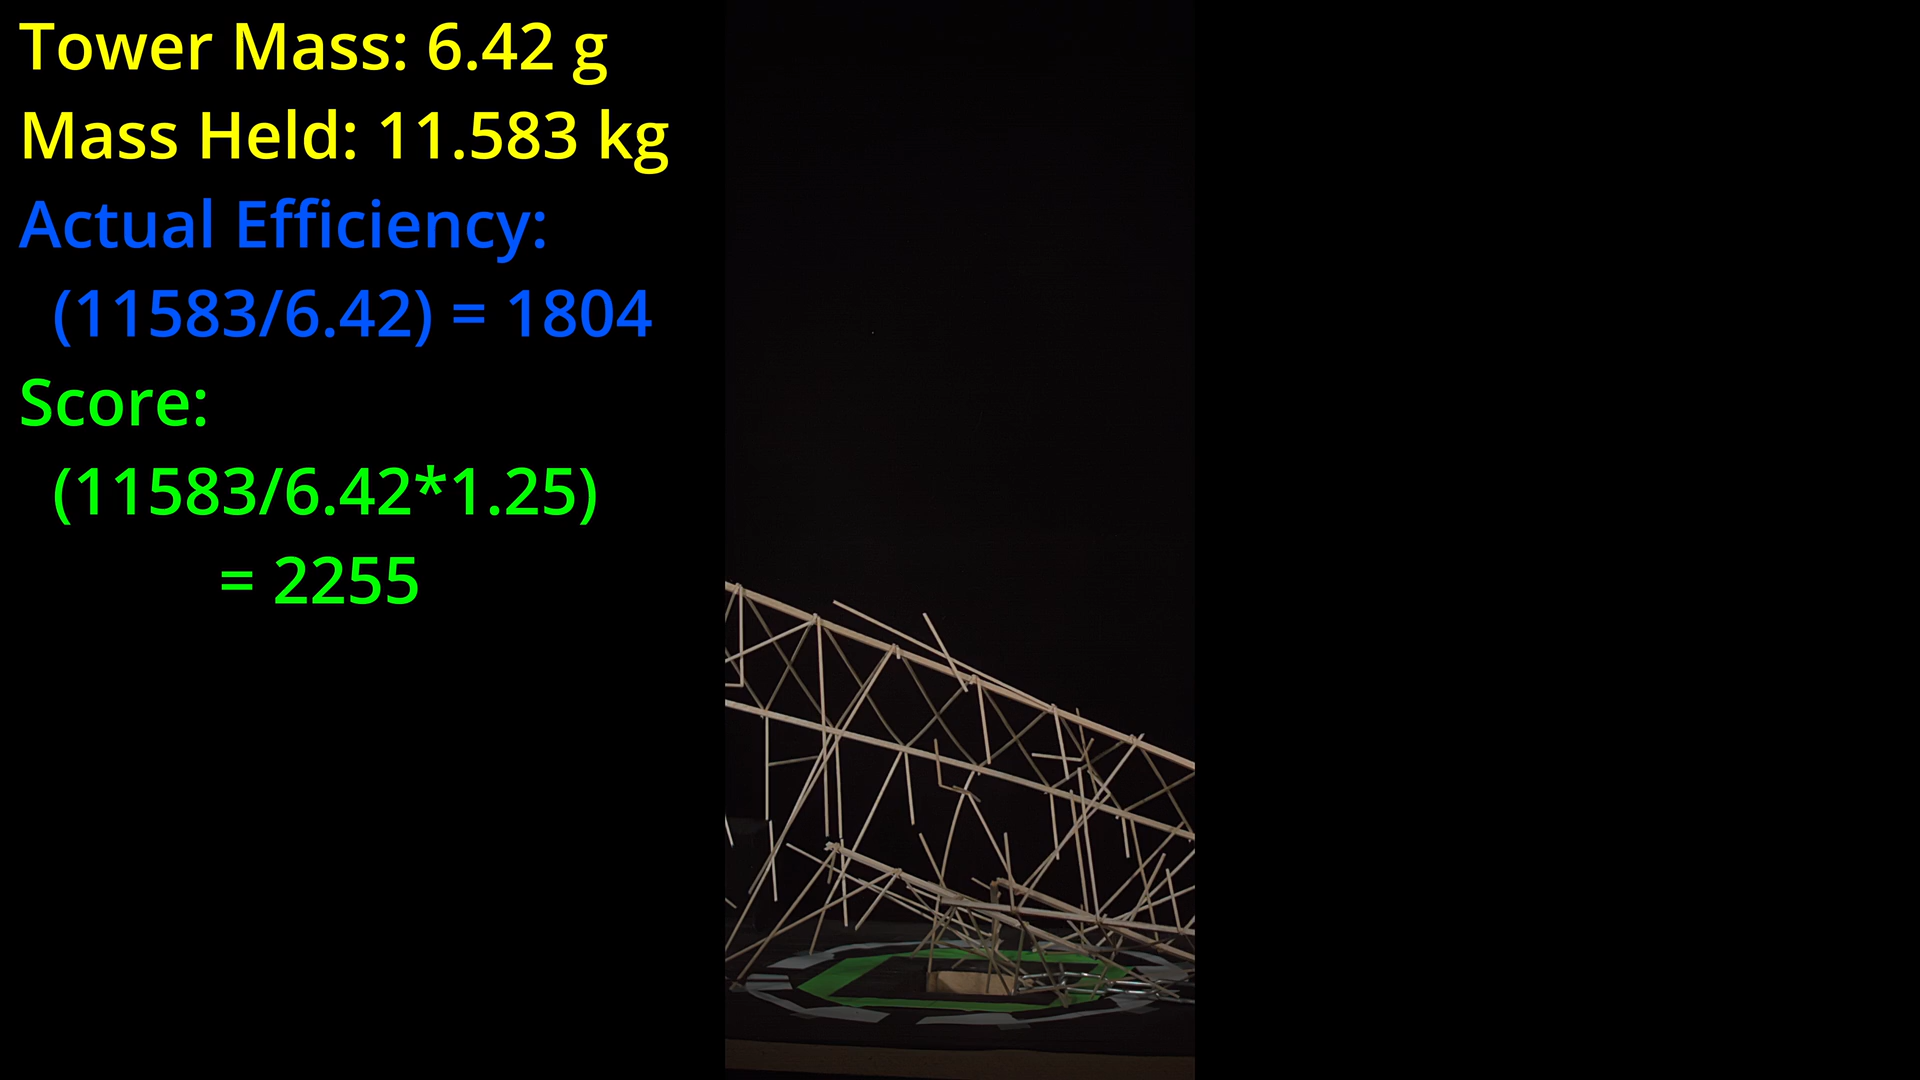 Tower Mass: 6.42 g
Mass Held: 11.583 kg
Actual Efficiency:
(11583/6.42) = 1804
Score:
(11583/6.42*1.25)
= 2255